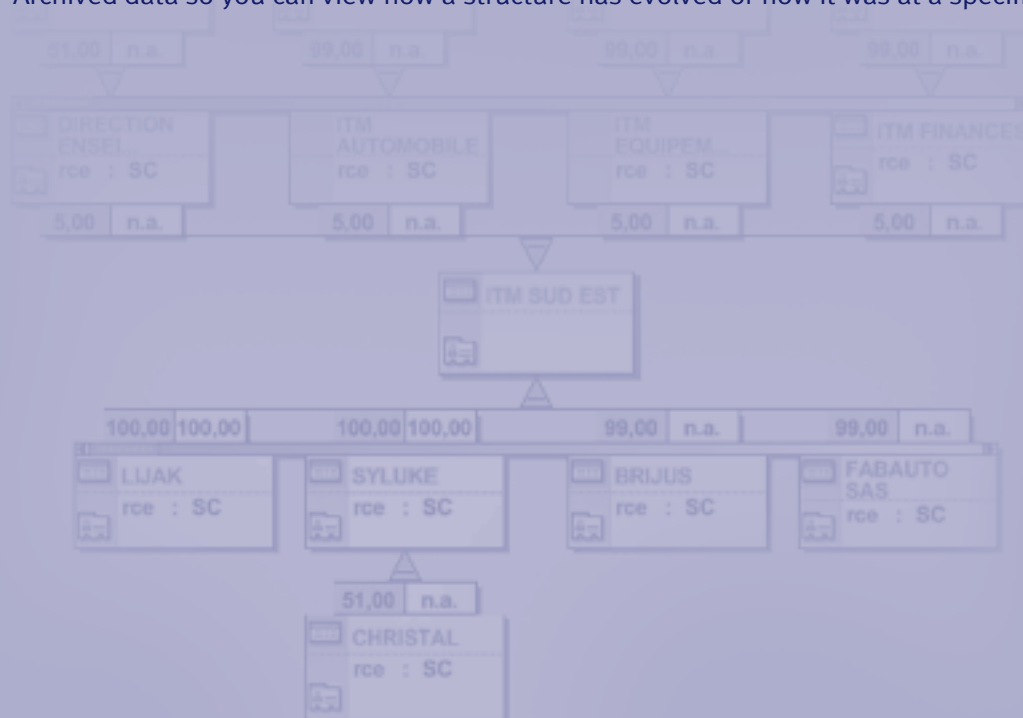 Archived data so you can view how a structure has evolved or how it was at a specif
51,00 n.a. 99,00 n.a. 99,00 n.a. 99,00 n.a.
DIRECTION ENSEI...
rce : SC
ITM AUTOMOBILE
rce : SC
ITM EQUIPEM...
rce : SC
ITM FINANCES
rce : SC
5,00 n.a. 5,00 n.a. 5,00 n.a. 5,00 n.a.
ITM SUD EST
100,00 100,00 100,00 100,00 99,00 n.a. 99,00 n.a.
LIJAK
rce : SC
SYLUKE
rce : SC
BRIJUS
rce : SC
FABAUTO
SAS
rce : SC
51,00 n.a.
CHRISTAL
rce : SC